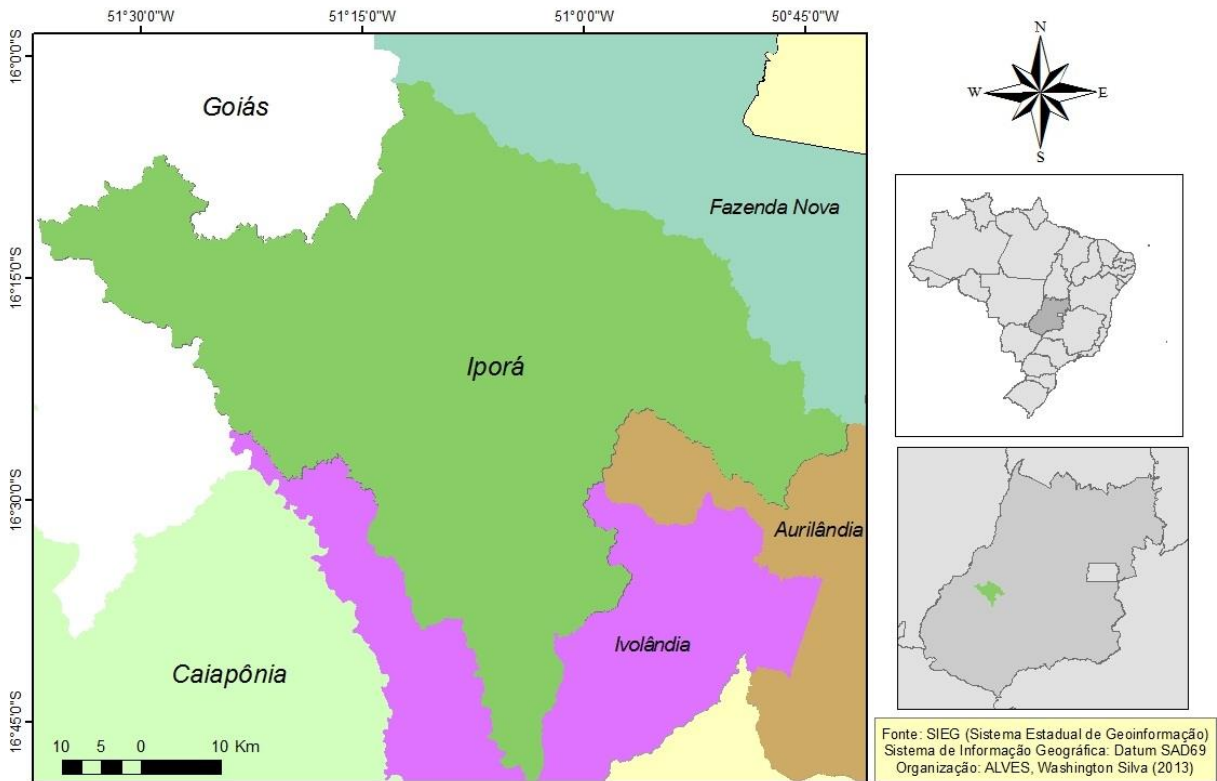 51°30'0"W 51°15'0"W 51°0'0"W 50°45'0"W
16°0'0"S
16°15'0"S
16°30'0"S
16°45'0"S
Goiás
Fazenda Nova
Iporá
Aurilândia
Ivolândia
Caiapônia
10 5 0 10 Km
N
W E
S
Fonte: SIEG (Sistema Estadual de Geoinformação)
Sistema de Informação Geográfica: Datum SAD69
Organização: ALVES, Washington Silva (2013)